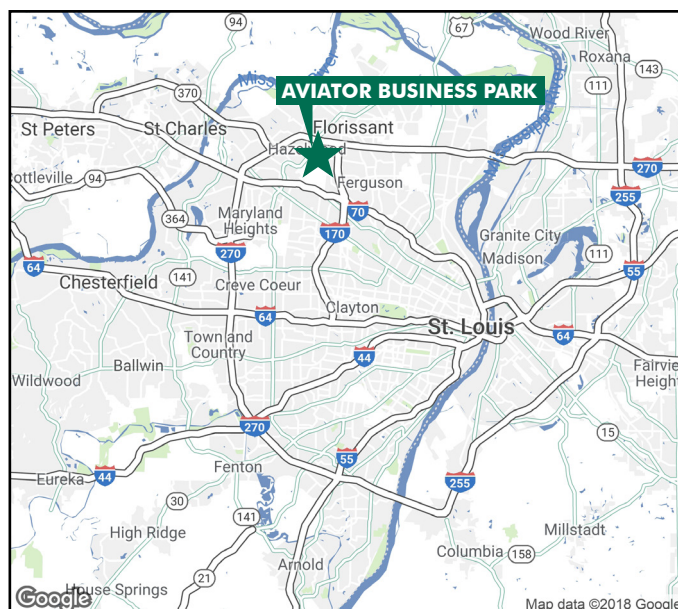 94
67
Wood River
Roxana
143
111
370
AVIATOR BUSINESS PARK
St Peters
St Charles
Florissant
Hazelwood
270
Ferguson
94
255
70
364
Maryland
Heights
170
Granite City
111
Madison
270
64
141
55
Chesterfield
Creve Coeur
64
Clayton
St. Louis
64
Town and
Country
44
Ballwin
Wildwood
270
15
55
Fenton
44
255
Eureka
30
141
High Ridge
Millstadt
Columbia
158
21
Arnold
House Springs
Google
Map data ©2018 Google